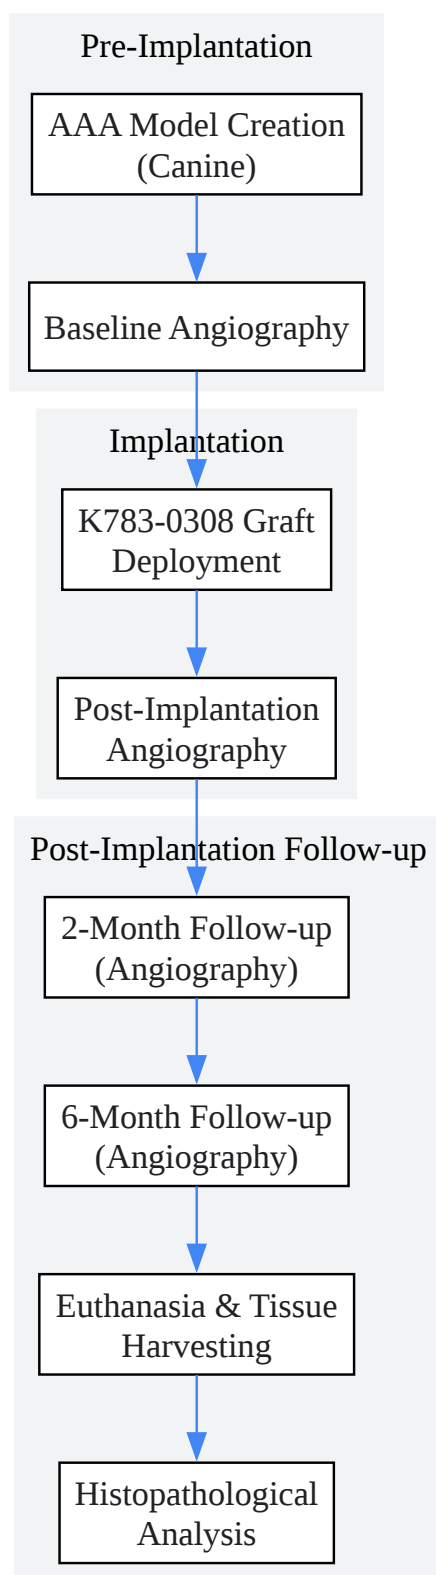 Pre-Implantation
AAA Model Creation
(Canine)
Baseline Angiography
Implantation
K783-0308 Graft
Deployment
Post-Implantation
Angiography
Post-Implantation Follow-up
2-Month Follow-up
(Angiography)
6-Month Follow-up
(Angiography)
Euthanasia & Tissue
Harvesting
Histopathological
Analysis